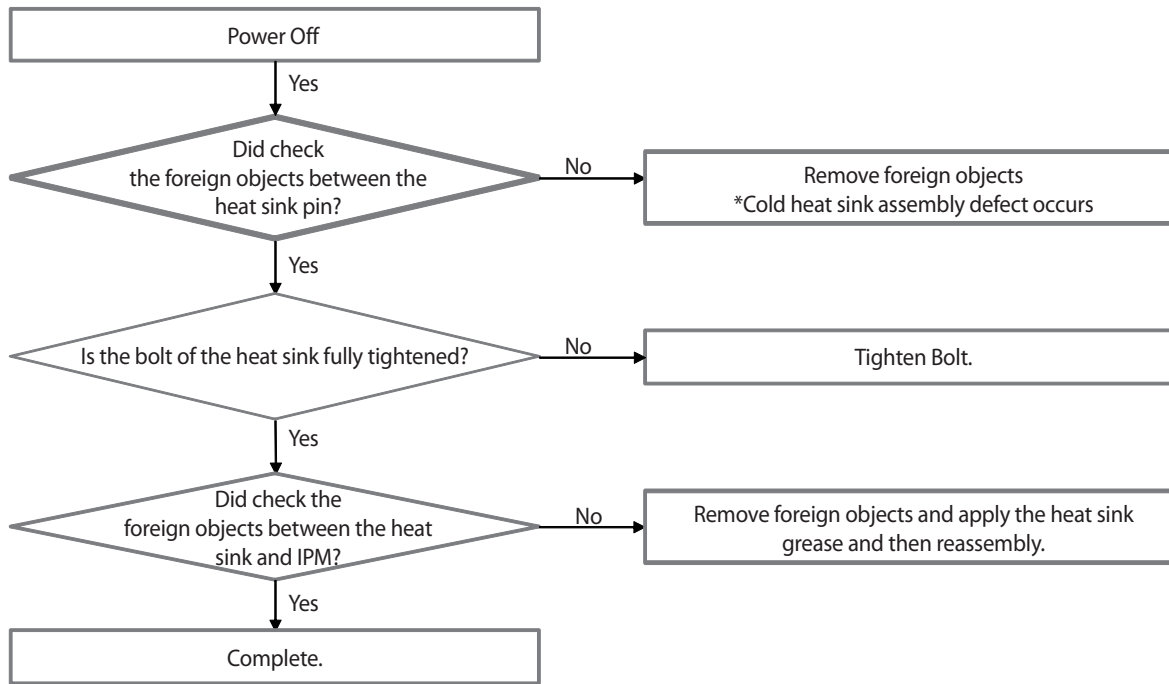 Power Off
Yes
Did check
the foreign objects between the
heat sink pin?
No
Remove foreign objects
*Cold heat sink assembly defect occurs
Yes
Is the bolt of the heat sink fully tightened?
No
Tighten Bolt.
Yes
Did check the
foreign objects between the heat
sink and IPM?
No
Remove foreign objects and apply the heat sink
grease and then reassembly.
Yes
Complete.